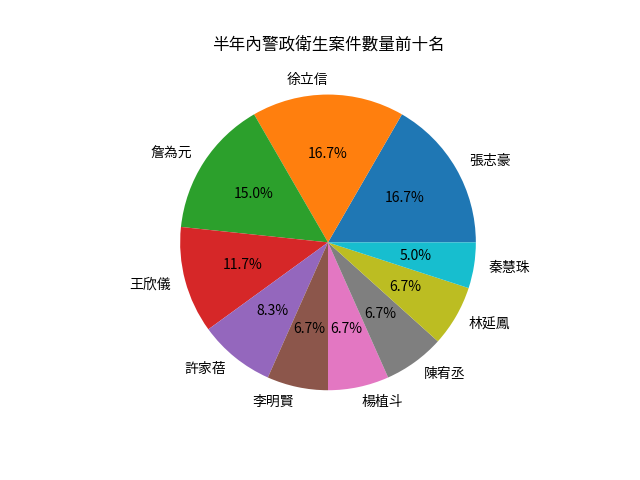 半年內警政衛生案件數量前十名
徐立信
詹為元
張志豪
16.7%
16.7%
15.0%
11.7%
5.0%
秦慧珠
王欣儀
6.7%
8.3%
6.7%
林延鳳
6.7%
6.7%
許家蓓
陳宥丞
李明賢
楊植斗